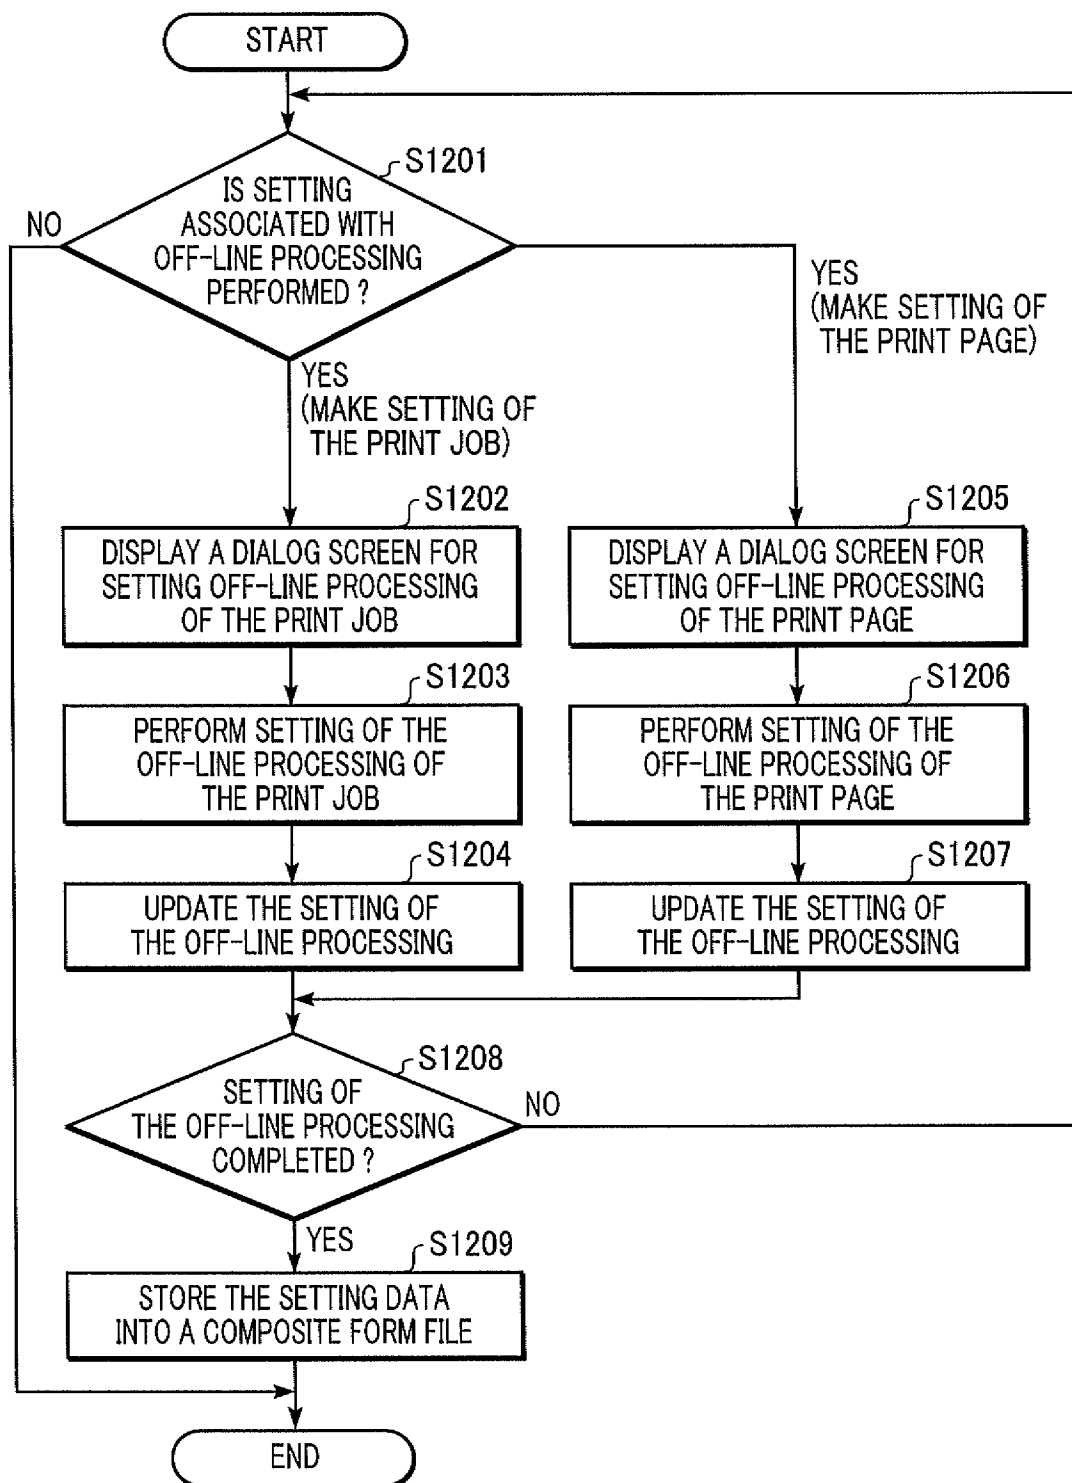 START
S1201
IS SETTING
ASSOCIATED WITH
OFF-LINE PROCESSING
PERFORMED ?
NO
YES
(MAKE SETTING OF
THE PRINT PAGE)
YES
(MAKE SETTING OF
THE PRINT JOB)
S1202
DISPLAY A DIALOG SCREEN FOR
SETTING OFF-LINE PROCESSING
OF THE PRINT JOB
S1205
DISPLAY A DIALOG SCREEN FOR
SETTING OFF-LINE PROCESSING
OF THE PRINT PAGE
S1203
PERFORM SETTING OF THE
OFF-LINE PROCESSING OF
THE PRINT JOB
S1206
PERFORM SETTING OF THE
OFF-LINE PROCESSING OF
THE PRINT PAGE
S1204
UPDATE THE SETTING OF
THE OFF-LINE PROCESSING
S1207
UPDATE THE SETTING OF
THE OFF-LINE PROCESSING
S1208
SETTING OF
THE OFF-LINE PROCESSING
COMPLETED ?
NO
YES
S1209
STORE THE SETTING DATA
INTO A COMPOSITE FORM FILE
END